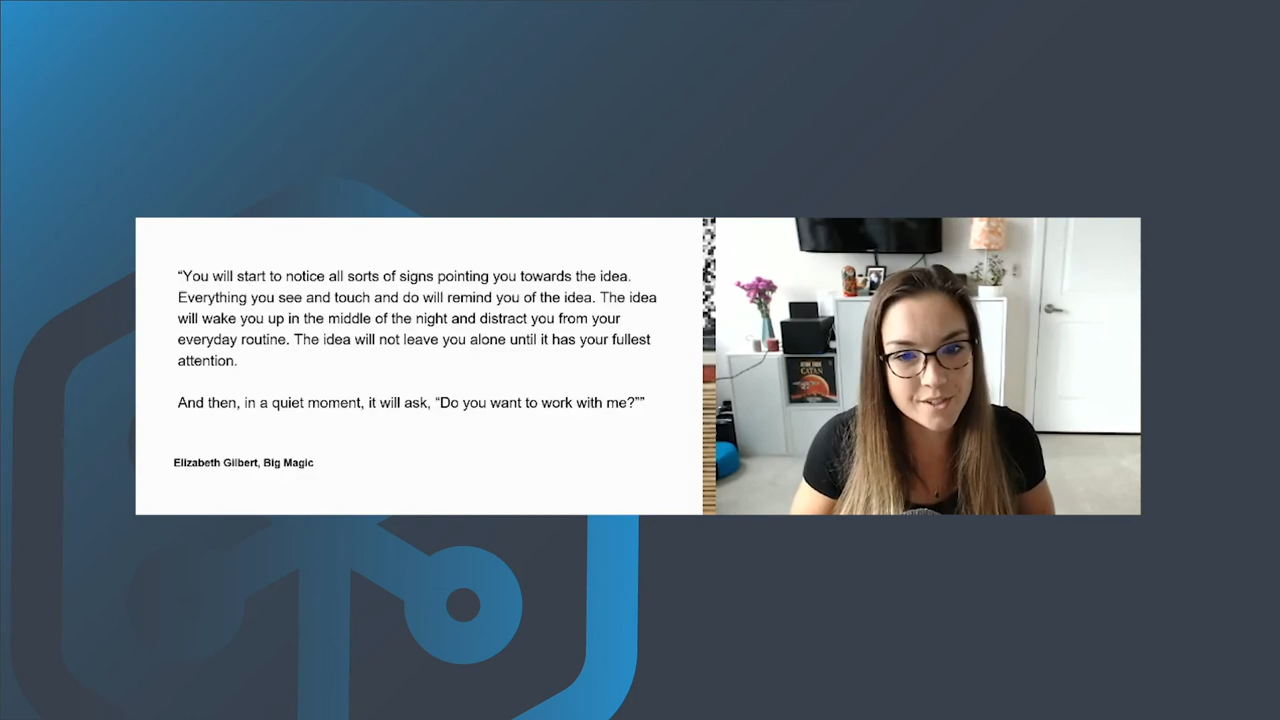 “You will start to notice all sorts of signs pointing you towards the idea.
Everything you see and touch and do will remind you of the idea. The idea
will wake you up in the middle of the night and distract you from your
everyday routine. The idea will not leave you alone until it has your fullest
attention.
And then, in a quiet moment, it will ask, “Do you want to work with me?””
Elizabeth Gilbert, Big Magic
CATAN